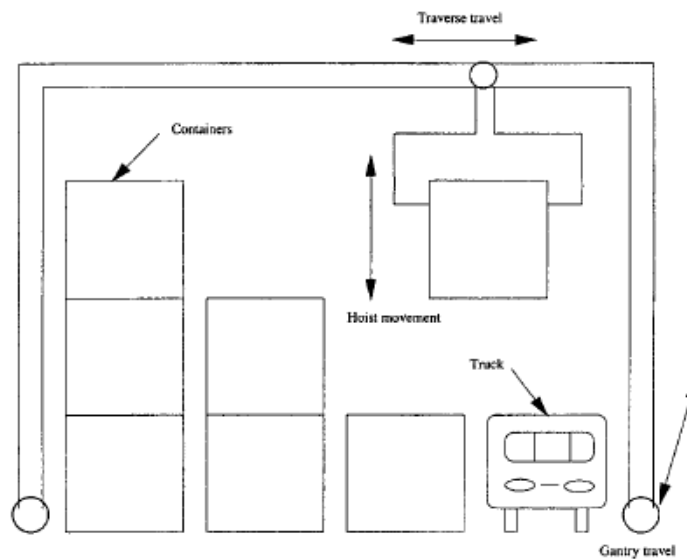 Traverse travel
Containers
Hoist movement
Truck
Gantry travel